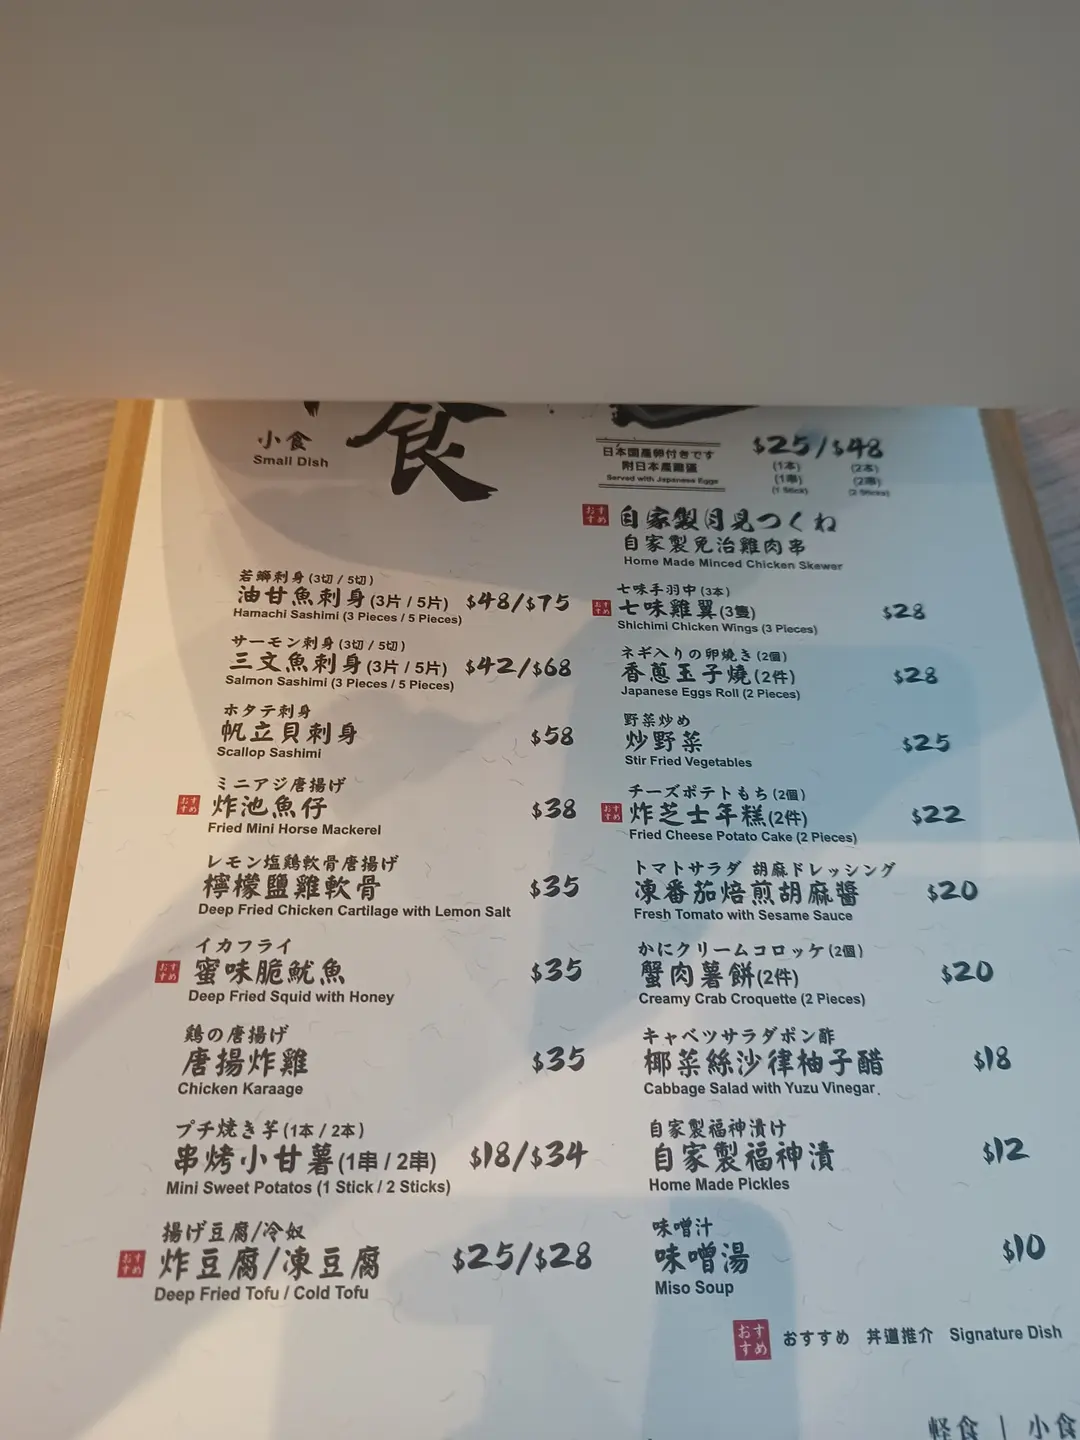 小食
Small Dish
食
若鰤刺身(3切 / 5切)
油甘魚刺身(3片 / 5片) $48/$75
Hamachi Sashimi (3 Pieces / 5 Pieces)
サーモン刺身(3切 / 5切)
三文魚刺身(3片 / 5片) $42/$68
Salmon Sashimi (3 Pieces / 5 Pieces)
ホタテ刺身
帆立貝刺身 $58
Scallop Sashimi
ミニアジ唐揚げ
おすすめ 炸池魚仔 $38
Fried Mini Horse Mackerel
レモン塩鶏軟骨唐揚げ
檸檬鹽雞軟骨 $35
Deep Fried Chicken Cartilage with Lemon Salt
イカフライ
おすすめ 蜜味脆魷魚 $35
Deep Fried Squid with Honey
鶏の唐揚げ
唐揚炸雞 $35
Chicken Karaage
プチ焼き芋(1本 / 2本)
串烤小甘薯(1串 / 2串) $18/$34
Mini Sweet Potatos (1 Stick / 2 Sticks)
揚げ豆腐/冷奴
おすすめ 炸豆腐/凍豆腐 $25/$28
Deep Fried Tofu / Cold Tofu
日本国産卵付きです
附日本產雞蛋
Served with Japanese Eggs
$25/$48
(1本) (2本)
(1串) (2串)
(1 Stick) (2 Sticks)
おすすめ 自家製月見つくね
自家製免治雞肉串
Home Made Minced Chicken Skewer
七味手羽中(3本)
おすすめ 七味雞翼(3隻) $28
Shichimi Chicken Wings (3 Pieces)
ネギ入りの卵焼き(2個)
香蔥玉子燒(2件) $28
Japanese Eggs Roll (2 Pieces)
野菜炒め
炒野菜 $25
Stir Fried Vegetables
チーズポテトもち(2個)
おすすめ 炸芝士年糕(2件) $22
Fried Cheese Potato Cake (2 Pieces)
トマトサラダ 胡麻ドレッシング
凍番茄焙煎胡麻醬 $20
Fresh Tomato with Sesame Sauce
かにクリームコロッケ(2個)
蟹肉薯餅(2件) $20
Creamy Crab Croquette (2 Pieces)
キャベツサラダポン酢
椰菜絲沙律柚子醋 $18
Cabbage Salad with Yuzu Vinegar
自家製福神漬け
自家製福神漬 $12
Home Made Pickles
味噌汁
味噌湯 $10
Miso Soup
おすすめ おすすめ 丼道推介 Signature Dish
軽食 | 小食